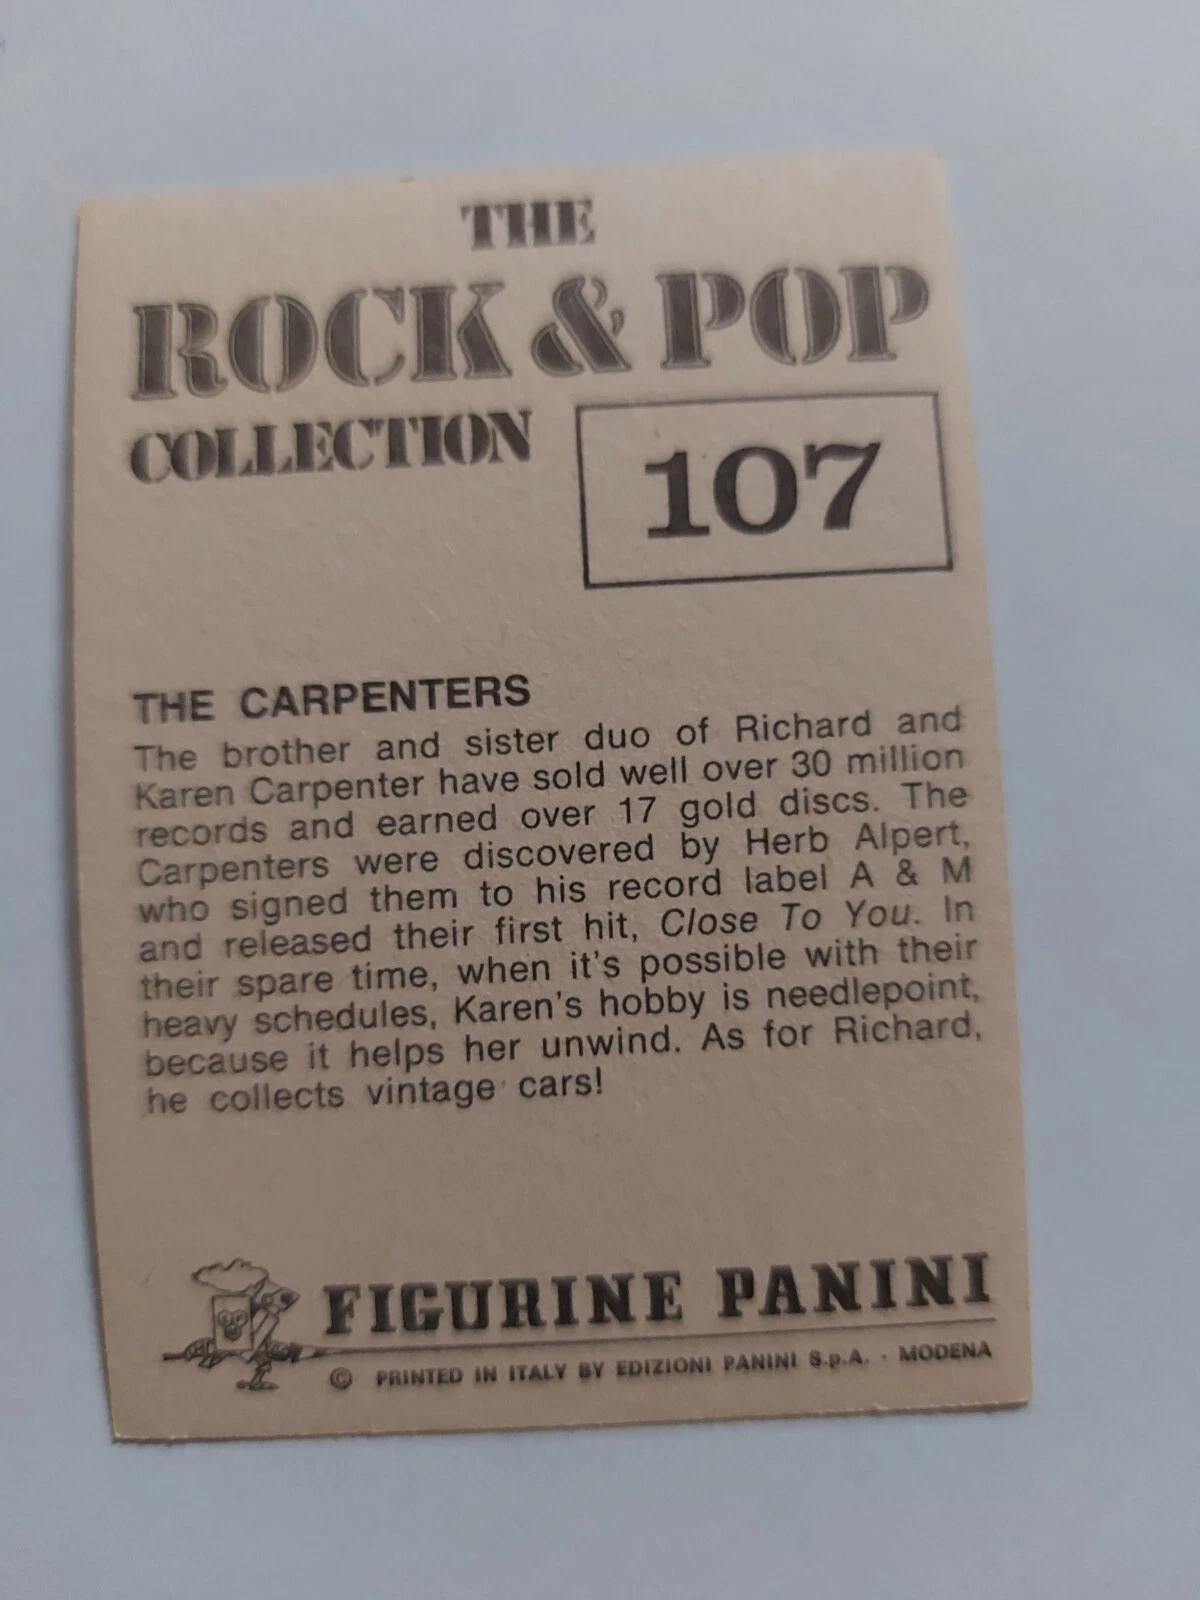 THE
ROCK & POP
COLLECTION
107
THE CARPENTERS
The brother and sister duo of Richard and
Karen Carpenter have sold well over 30 million
records and earned over 17 gold discs. The
Carpenters were discovered by Herb Alpert,
who signed them to his record label A & M
and released their first hit, Close To You. In
their spare time, when it's possible with their
heavy schedules, Karen's hobby is needlepoint,
because it helps her unwind. As for Richard,
he collects vintage cars!
FIGURINE PANINI
© PRINTED IN ITALY BY EDIZIONI PANINI S.p.A. - MODENA